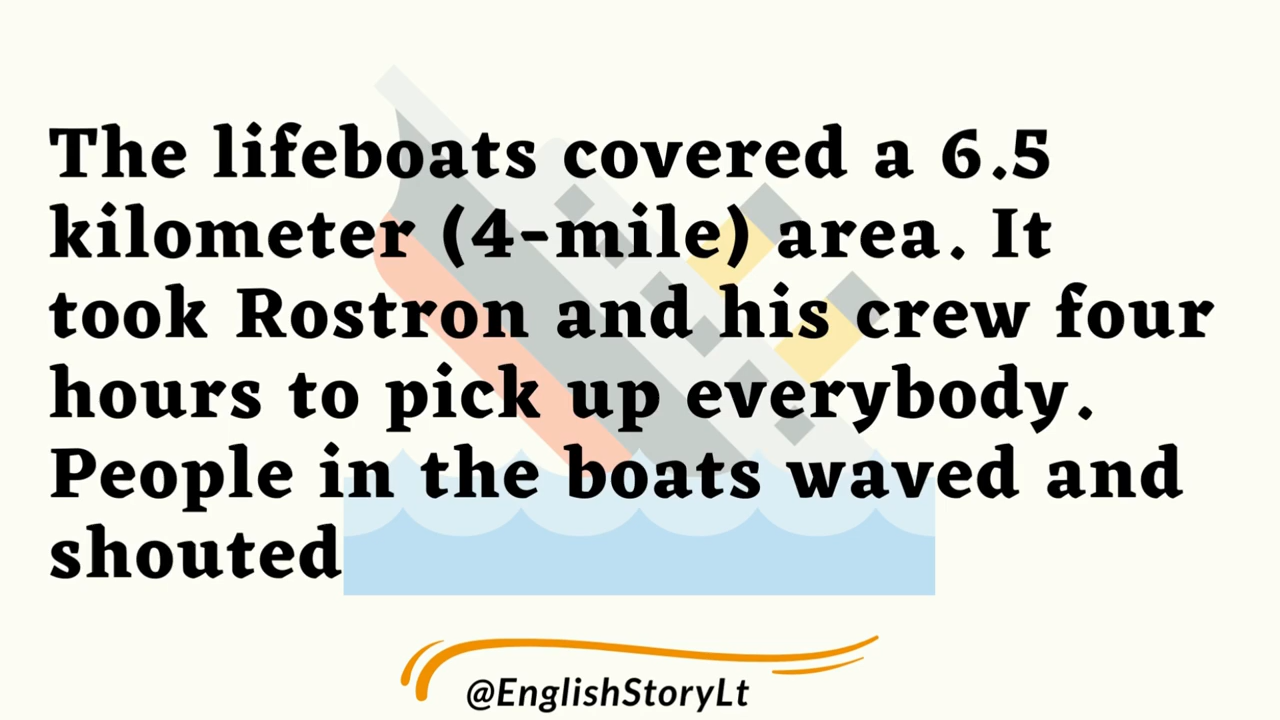 The lifeboats covered a 6.5
kilometer (4-mile) area. It
took Rostron and his crew four
hours to pick up everybody.
People in the boats waved and
shouted
@EnglishStoryLt